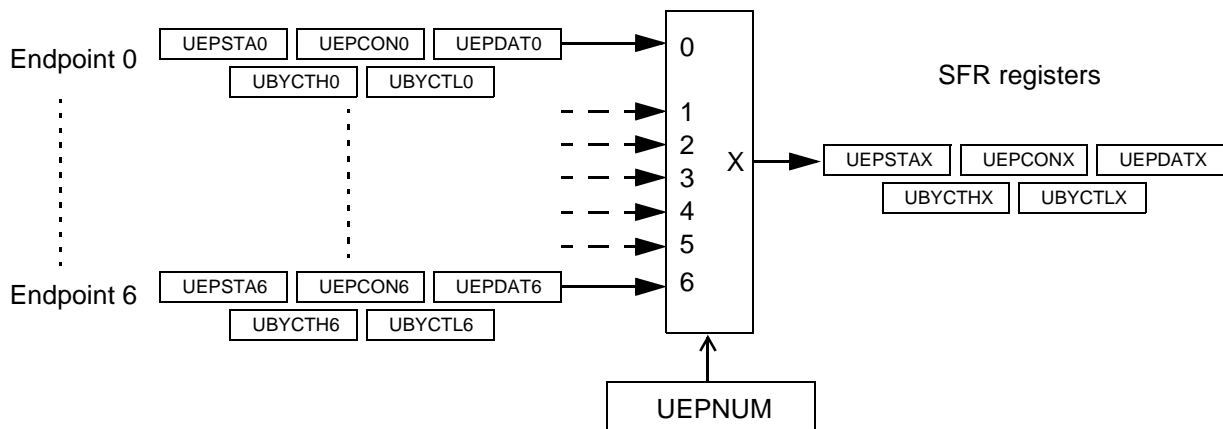 Endpoint 0 UEPSTA0 UEPCON0 UEPDAT0 0
UBYCTH0 UBYCTL0
SFR registers
1
2
X
UEPSTAX UEPCONX UEPDATX
3
UBYCTHX UBYCTLX
4
5
Endpoint 6 UEPSTA6 UEPCON6 UEPDAT6 6
UBYCTH6 UBYCTL6
UEPNUM